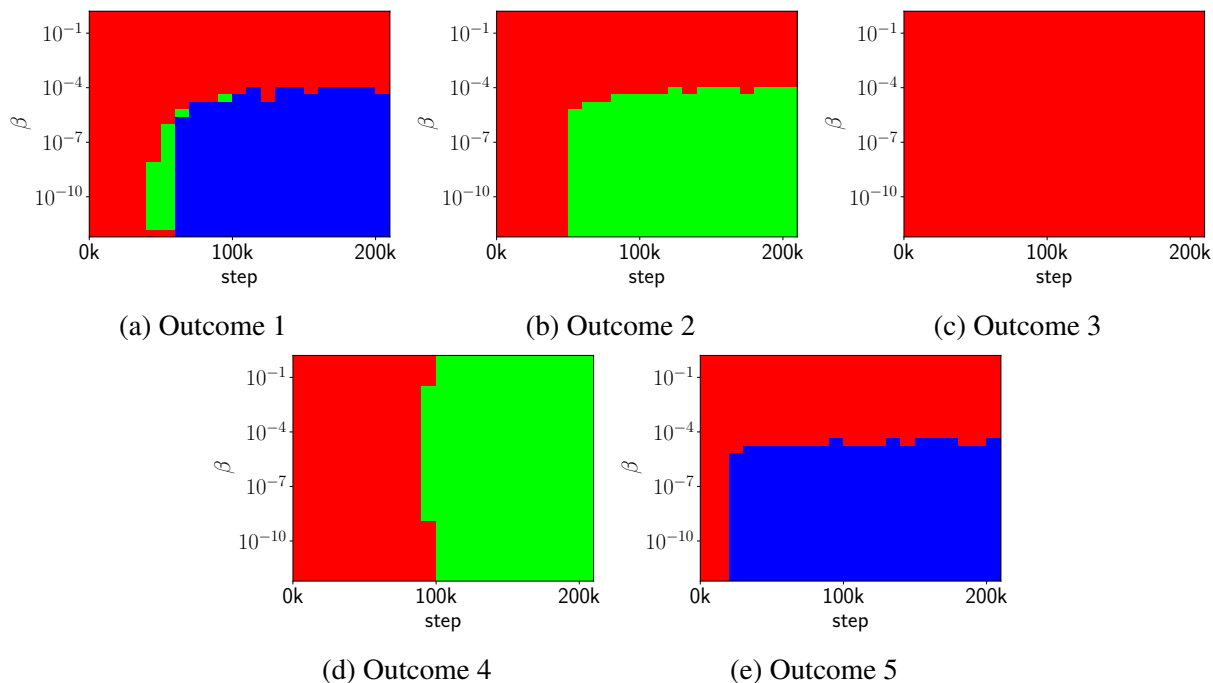 10⁻¹ 10⁻¹ 10⁻¹
10⁻⁴ 10⁻⁴ 10⁻⁴
β β β
10⁻⁷ 10⁻⁷ 10⁻⁷
10⁻¹⁰ 10⁻¹⁰ 10⁻¹⁰
0k 100k 200k 0k 100k 200k 0k 100k 200k
step step step
(a) Outcome 1 (b) Outcome 2 (c) Outcome 3
10⁻¹ 10⁻¹
10⁻⁴ 10⁻⁴
β β
10⁻⁷ 10⁻⁷
10⁻¹⁰ 10⁻¹⁰
0k 100k 200k 0k 100k 200k
step step
(d) Outcome 4 (e) Outcome 5